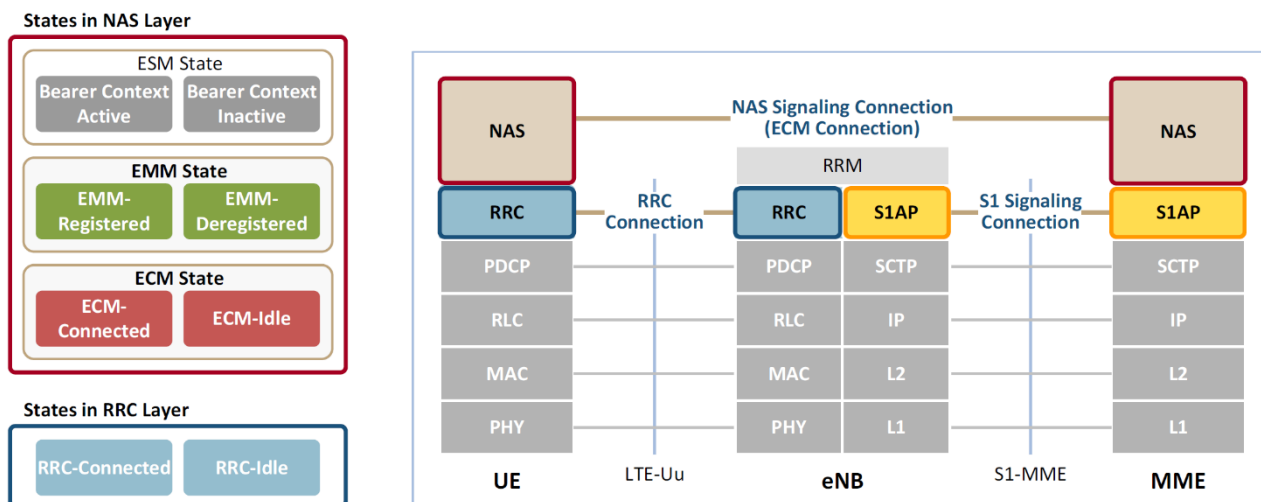 States in NAS Layer
ESM State
Bearer Context
Active
Bearer Context
Inactive
EMM State
EMM-
Registered
EMM-
Deregistered
ECM State
ECM-
Connected
ECM-Idle
States in RRC Layer
RRC-Connected
RRC-Idle
NAS
NAS Signaling Connection
(ECM Connection)
NAS
RRM
RRC
RRC
Connection
RRC
S1AP
S1 Signaling
Connection
S1AP
PDCP
PDCP
SCTP
SCTP
RLC
RLC
IP
IP
MAC
MAC
L2
L2
PHY
PHY
L1
L1
UE
LTE-Uu
eNB
S1-MME
MME